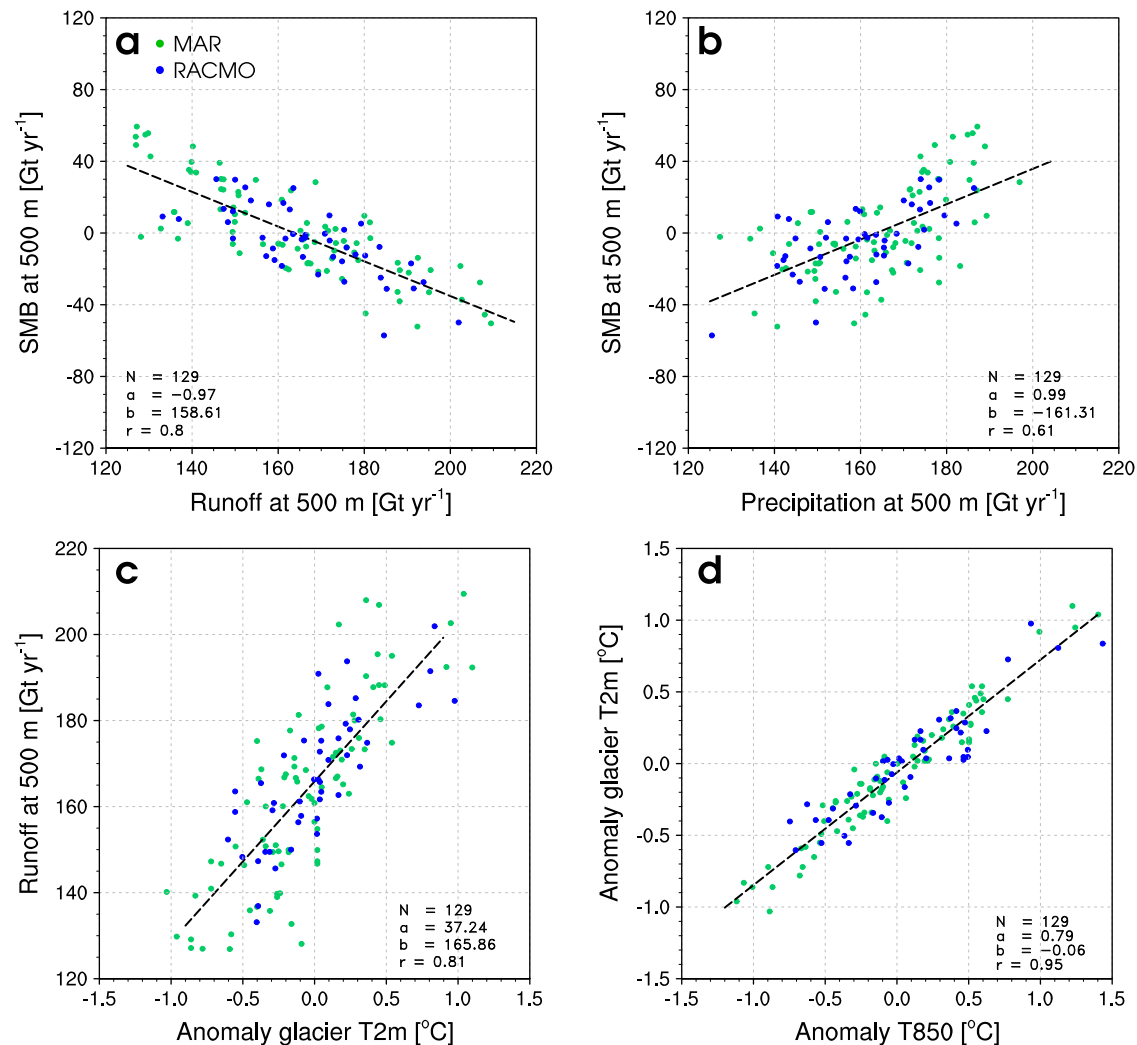 a
MAR
RACMO
120
80
40
0
-40
-80
-120
SMB at 500 m [Gt yr-1]
N = 129
a = -0.97
b = 158.61
r = 0.8
120 140 160 180 200 220
Runoff at 500 m [Gt yr-1]
b
120
80
40
0
-40
-80
-120
SMB at 500 m [Gt yr-1]
N = 129
a = 0.99
b = -161.31
r = 0.61
120 140 160 180 200 220
Precipitation at 500 m [Gt yr-1]
c
220
200
180
160
140
120
Runoff at 500 m [Gt yr-1]
N = 129
a = 37.24
b = 165.86
r = 0.81
-1.5 -1.0 -0.5 0.0 0.5 1.0 1.5
Anomaly glacier T2m [oC]
d
1.5
1.0
0.5
0.0
-0.5
-1.0
-1.5
Anomaly glacier T2m [oC]
N = 129
a = 0.79
b = -0.06
r = 0.95
-1.5 -1.0 -0.5 0.0 0.5 1.0 1.5
Anomaly T850 [oC]